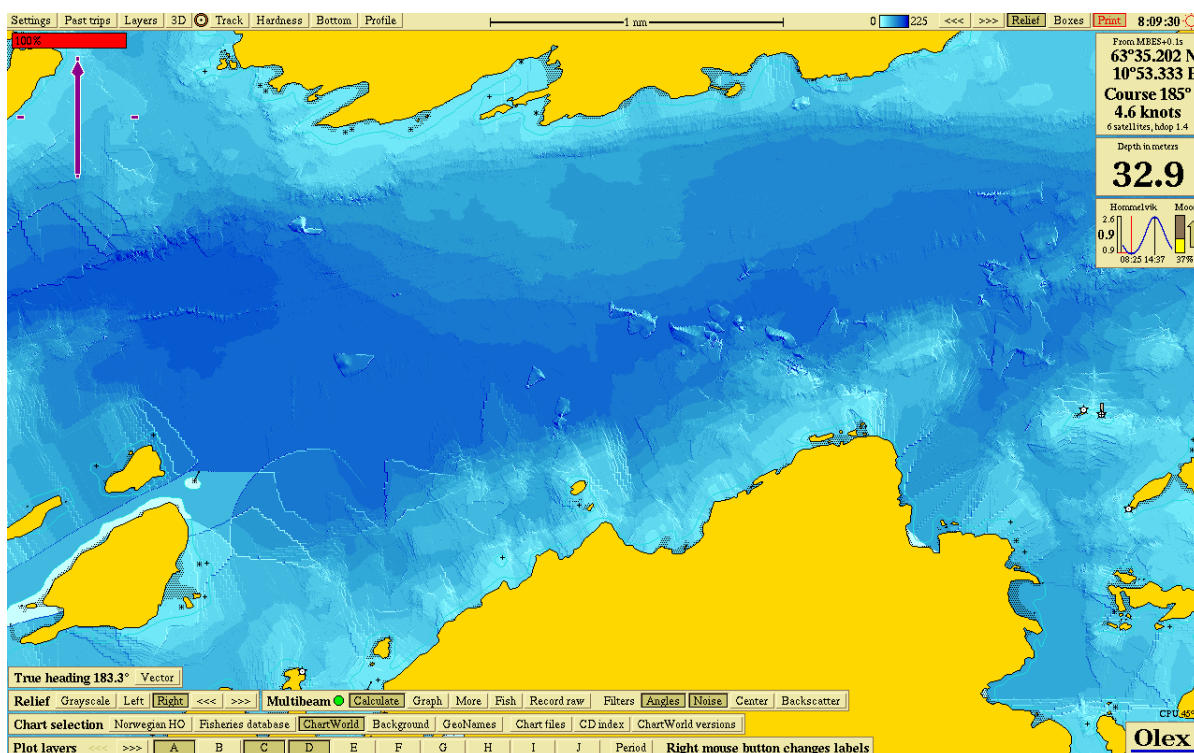 Settings Past trips Layers 3D Track Hardness Bottom Profile 1 nm 0 225 <<< >>> Relief Boxes Print 8:09:30
100%
From MBES+0.1s
63°35.202 N
10°53.333 E
Course 185°
4.6 knots
6 satellites, hdop 1.4
Depth in meters
32.9
Hommelvik Moon
2.6
0.9
0.9
08:25 14:37 37%
True heading 183.3° Vector
Relief Grayscale Left Right <<< >>> Multibeam Calculate Graph More Fish Record raw Filters Angles Noise Center Backscatter
Chart selection Norwegian HO Fisheries database ChartWorld Background GeoNames Chart files CD index ChartWorld versions
CPU 45°
Plot layers <<< >>> A B C D E F G H I J Period Right mouse button changes labels
Olex